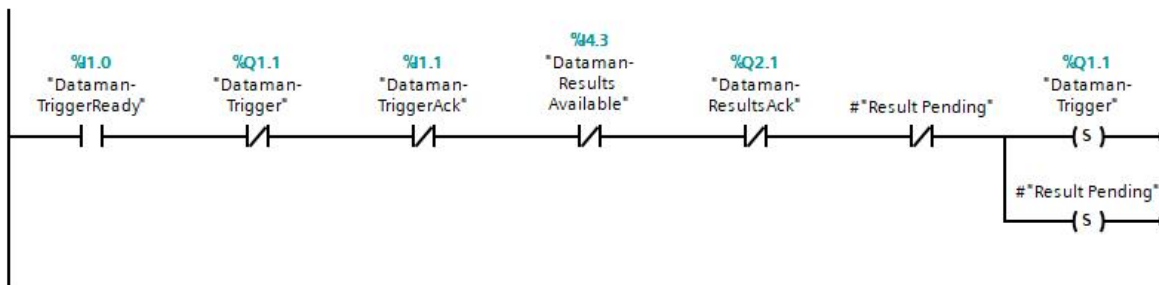 %I1.0
"Dataman-
TriggerReady"
%Q1.1
"Dataman-
Trigger"
%I1.1
"Dataman-
TriggerAck"
%I4.3
"Dataman-
Results
Available"
%Q2.1
"Dataman-
ResultsAck"
#"Result Pending"
%Q1.1
"Dataman-
Trigger"
S
#"Result Pending"
S